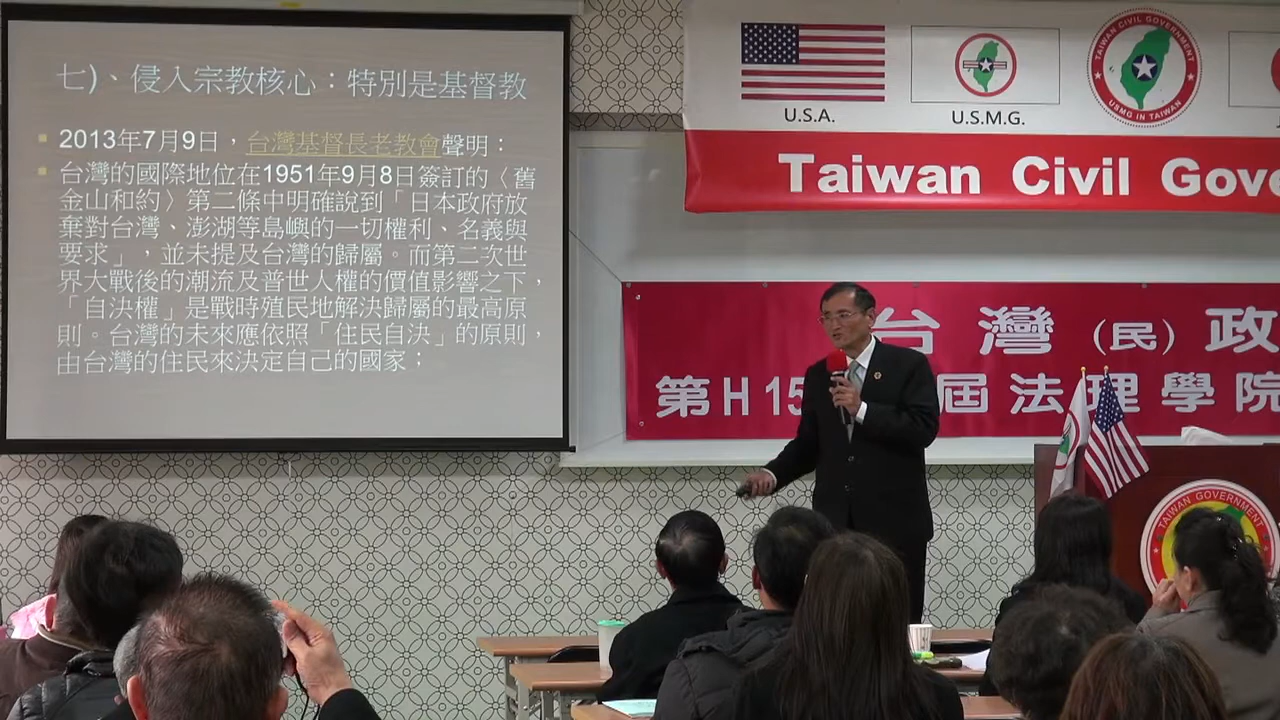 七)、侵入宗教核心：特別是基督教
2013年7月9日，台灣基督長老教會聲明：
台灣的國際地位在1951年9月8日簽訂的〈舊
金山和約〉第二條中明確說到「日本政府放
棄對台灣、澎湖等島嶼的一切權利、名義與
要求」，並未提及台灣的歸屬。而第二次世
界大戰後的潮流及普世人權的價值影響之下，
「自決權」是戰時殖民地解決歸屬的最高原
則。台灣的未來應依照「住民自決」的原則，
由台灣的住民來決定自己的國家；
U.S.A.
U.S.M.G.
TAIWAN CIVIL GOVERNMENT
USMG IN TAIWAN
Taiwan Civil Gove
台灣(民)政
第H15 屆法理學院
TAIWAN GOVERNMENT